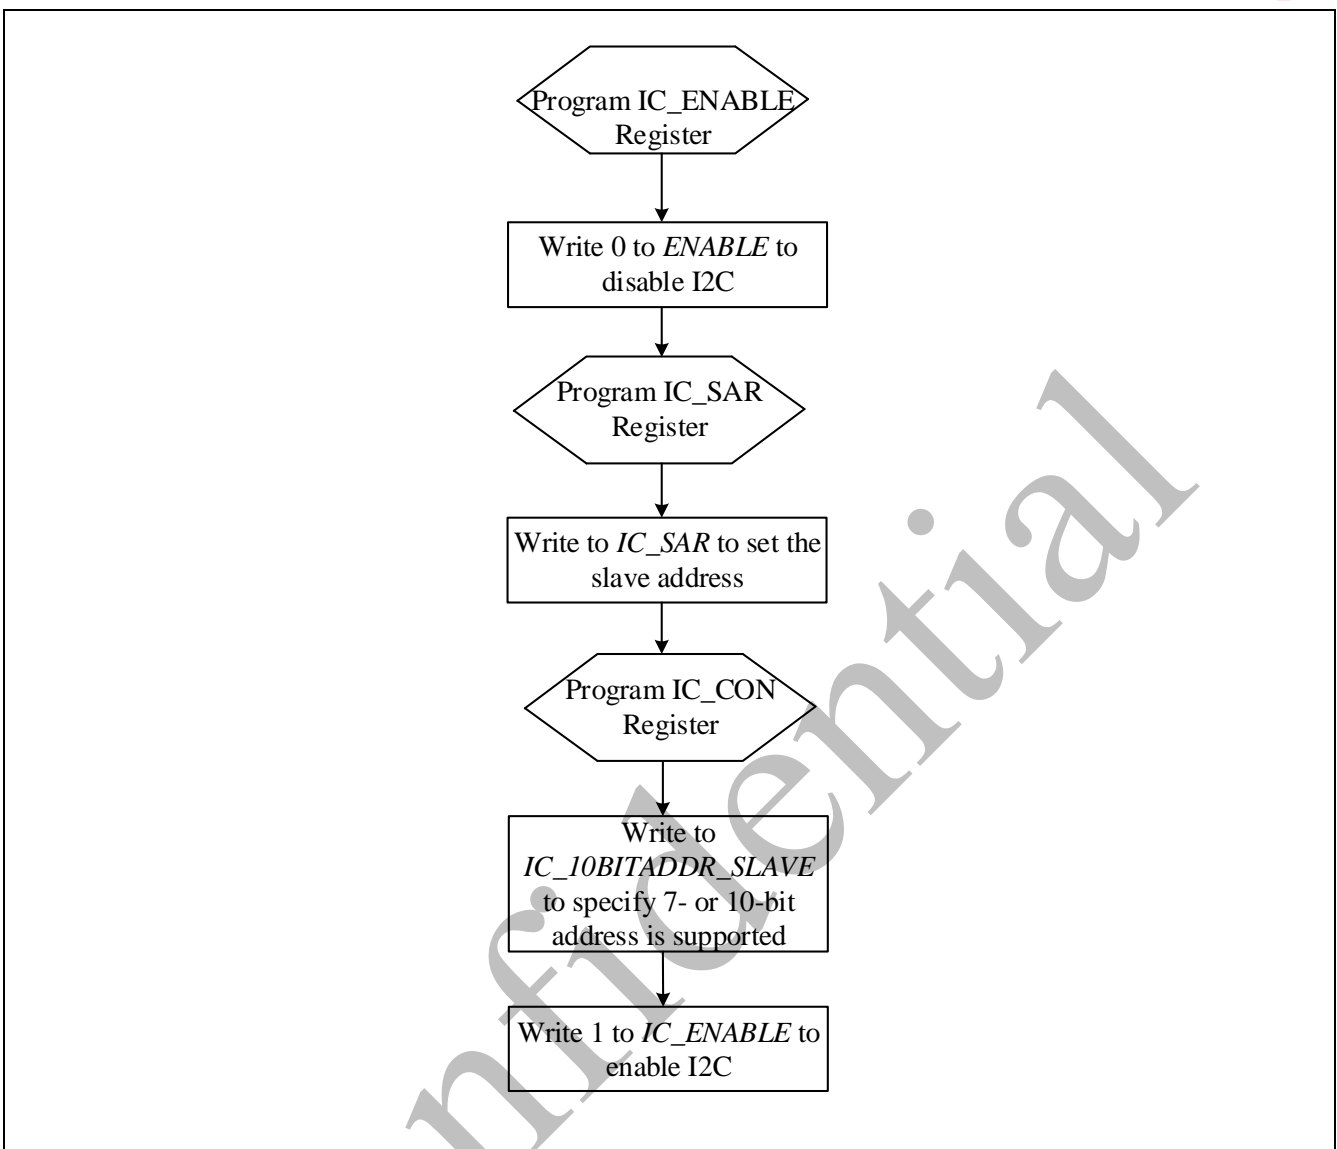 Program IC_ENABLE
Register
Write 0 to ENABLE to
disable I2C
Program IC_SAR
Register
Write to IC_SAR to set the
slave address
Program IC_CON
Register
Write to
IC_10BITADDR_SLAVE
to specify 7- or 10-bit
address is supported
Write 1 to IC_ENABLE to
enable I2C
nfidential